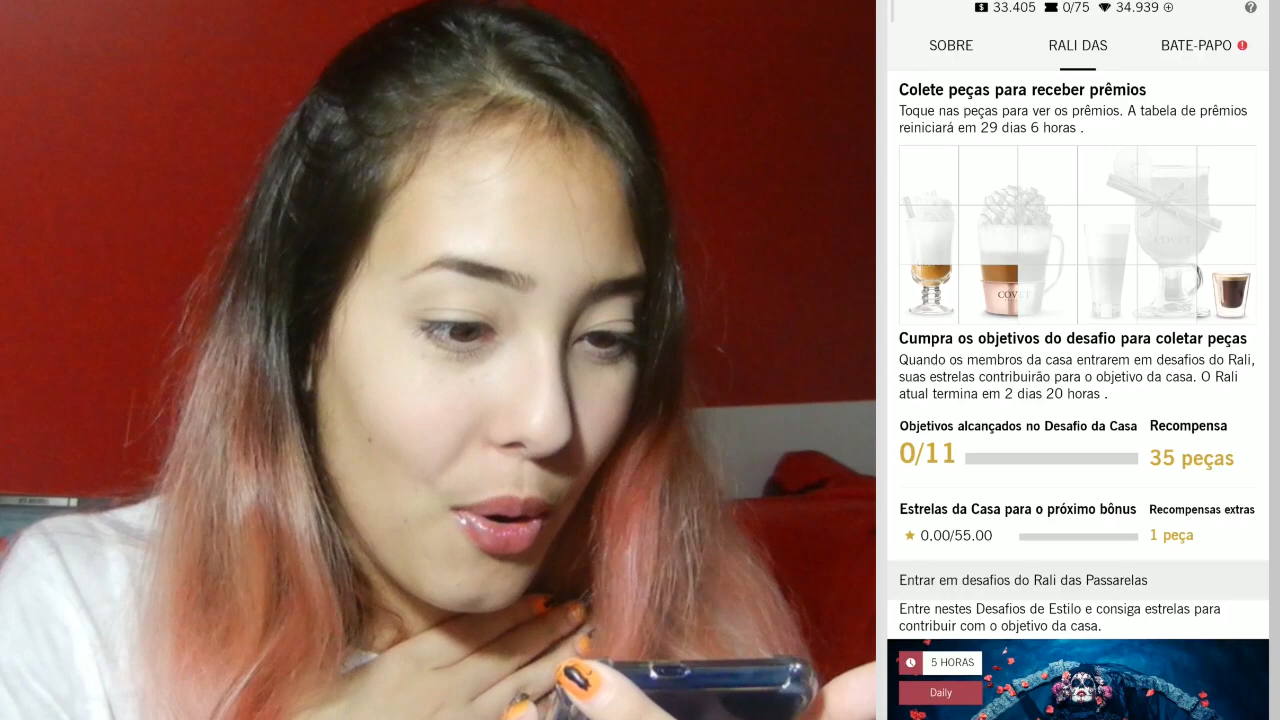 33.405 0/75 34.939
SOBRE RALI DAS BATE-PAPO
Colete peças para receber prêmios
Toque nas peças para ver os prêmios. A tabela de prêmios
reiniciará em 29 dias 6 horas .
COVET
COVET
Cumpra os objetivos do desafio para coletar peças
Quando os membros da casa entrarem em desafios do Rali,
suas estrelas contribuirão para o objetivo da casa. O Rali
atual termina em 2 dias 20 horas .
Objetivos alcançados no Desafio da Casa Recompensa
0/11 35 peças
Estrelas da Casa para o próximo bônus Recompensas extras
0.00/55.00 1 peça
Entrar em desafios do Rali das Passarelas
Entre nestes Desafios de Estilo e consiga estrelas para
contribuir com o objetivo da casa.
5 HORAS
Daily